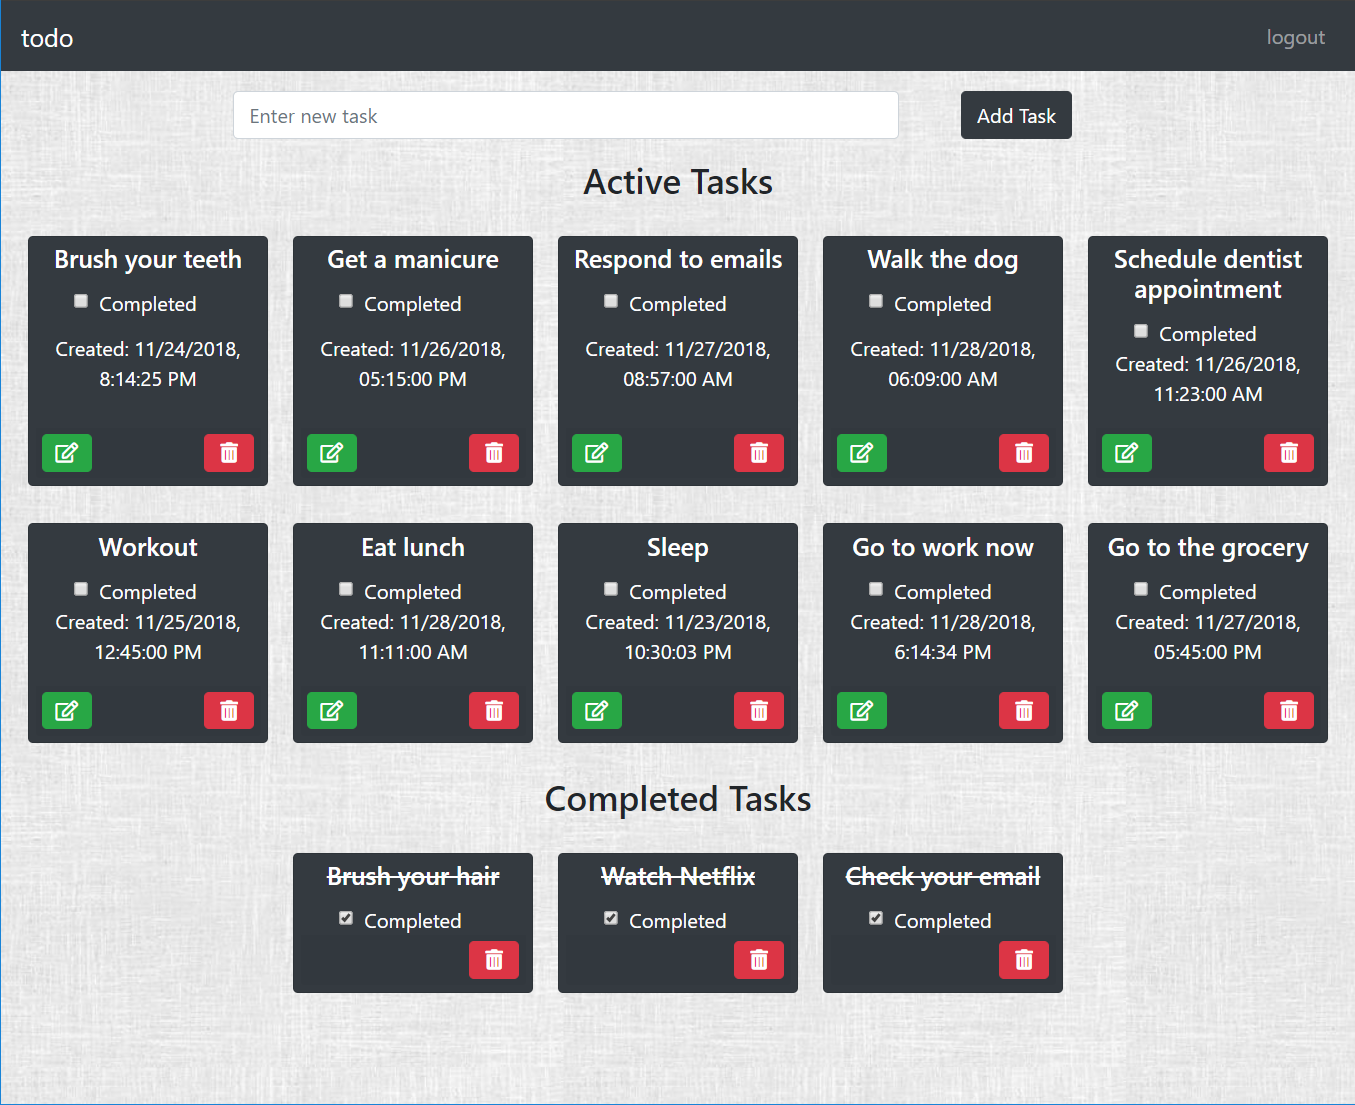 todo
logout
Enter new task
Add Task
Active Tasks
Brush your teeth
Completed
Created: 11/24/2018,
8:14:25 PM
Get a manicure
Completed
Created: 11/26/2018,
05:15:00 PM
Respond to emails
Completed
Created: 11/27/2018,
08:57:00 AM
Walk the dog
Completed
Created: 11/28/2018,
06:09:00 AM
Schedule dentist
appointment
Completed
Created: 11/26/2018,
11:23:00 AM
Workout
Completed
Created: 11/25/2018,
12:45:00 PM
Eat lunch
Completed
Created: 11/28/2018,
11:11:00 AM
Sleep
Completed
Created: 11/23/2018,
10:30:03 PM
Go to work now
Completed
Created: 11/28/2018,
6:14:34 PM
Go to the grocery
Completed
Created: 11/27/2018,
05:45:00 PM
Completed Tasks
Brush your hair
Completed
Watch Netflix
Completed
Check your email
Completed